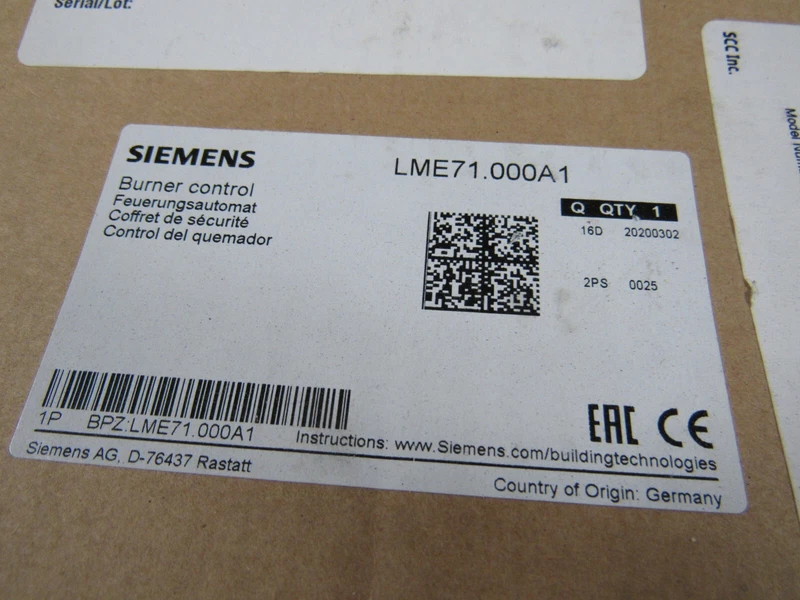 Serial/Lot:
SCC Inc.
Model
SIEMENS
LME71.000A1
Burner control
Feuerungsautomat
Coffret de sécurité
Control del quemador
Q QTY 1
16D 20200302
2PS 0025
1P BPZ:LME71.000A1
EAC CE
Instructions: www.Siemens.com/buildingtechnologies
Siemens AG, D-76437 Rastatt
Country of Origin: Germany